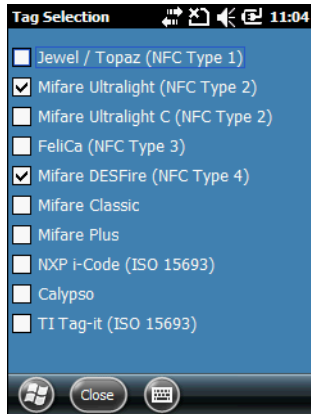 Tag Selection 11:04
Jewel / Topaz (NFC Type 1)
Mifare Ultralight (NFC Type 2)
Mifare Ultralight C (NFC Type 2)
FeliCa (NFC Type 3)
Mifare DESFire (NFC Type 4)
Mifare Classic
Mifare Plus
NXP i-Code (ISO 15693)
Calypso
TI Tag-it (ISO 15693)
Close